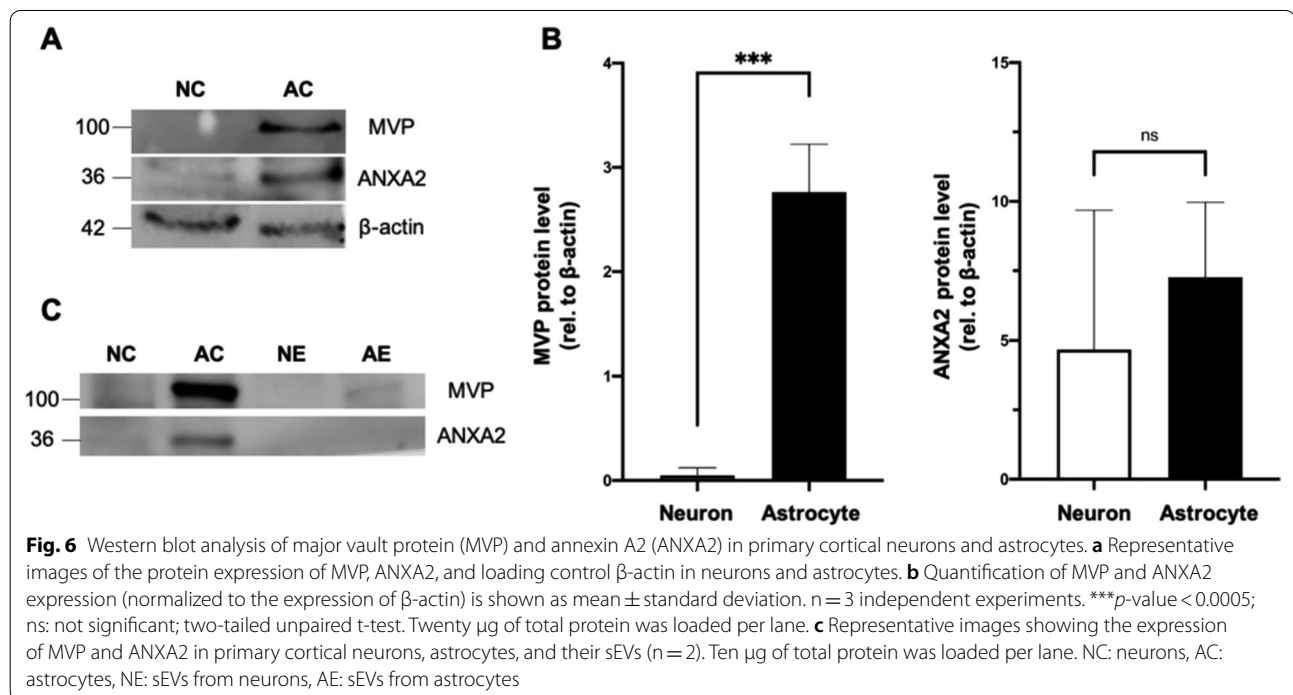 A
NC AC
100 MVP
36 ANXA2
42 β-actin
B
***
4
3
2
1
0
MVP protein level
(rel. to β-actin)
Neuron Astrocyte
ns
15
10
5
0
ANXA2 protein level
(rel. to β-actin)
Neuron Astrocyte
C
NC AC NE AE
100 MVP
36 ANXA2
Fig. 6 Western blot analysis of major vault protein (MVP) and annexin A2 (ANXA2) in primary cortical neurons and astrocytes. a Representative
images of the protein expression of MVP, ANXA2, and loading control β-actin in neurons and astrocytes. b Quantification of MVP and ANXA2
expression (normalized to the expression of β-actin) is shown as mean ± standard deviation. n = 3 independent experiments. ***p-value < 0.0005;
ns: not significant; two-tailed unpaired t-test. Twenty µg of total protein was loaded per lane. c Representative images showing the expression
of MVP and ANXA2 in primary cortical neurons, astrocytes, and their sEVs (n = 2). Ten µg of total protein was loaded per lane. NC: neurons, AC:
astrocytes, NE: sEVs from neurons, AE: sEVs from astrocytes